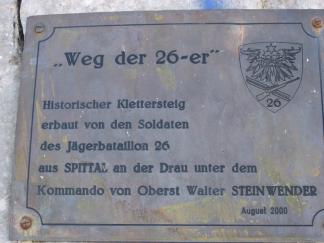 „Weg der 26-er"
26
Historischer Klettersteig
erbaut von den Soldaten
des Jägerbataillon 26
aus SPITTAL an der Drau unter dem
Kommando von Oberst Walter STEINWENDER
August 2000